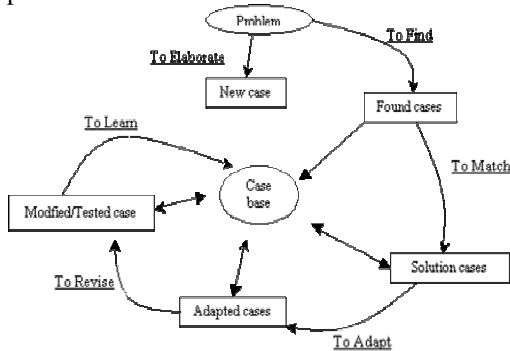 Problem
To Find
To Elaborate
New case
Found cases
To Learn
To Match
Case
base
Modfied/Tested case
Solution cases
To Revise
Adapted cases
To Adapt